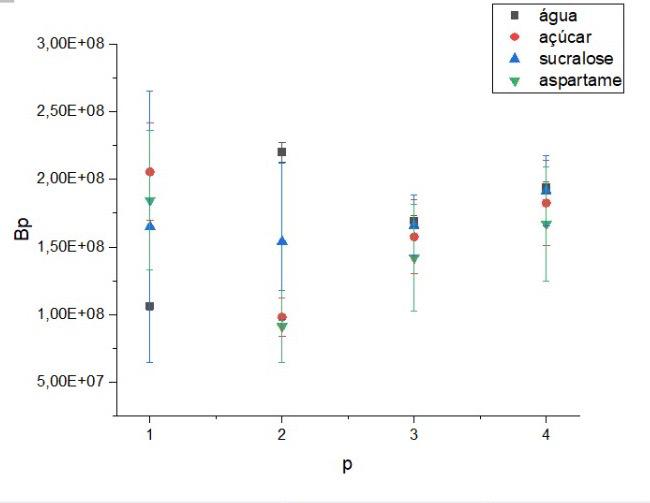 água
açúcar
sucralose
aspartame
3,00E+08
2,50E+08
2,00E+08
1,50E+08
1,00E+08
5,00E+07
Bp
1 2 3 4
p